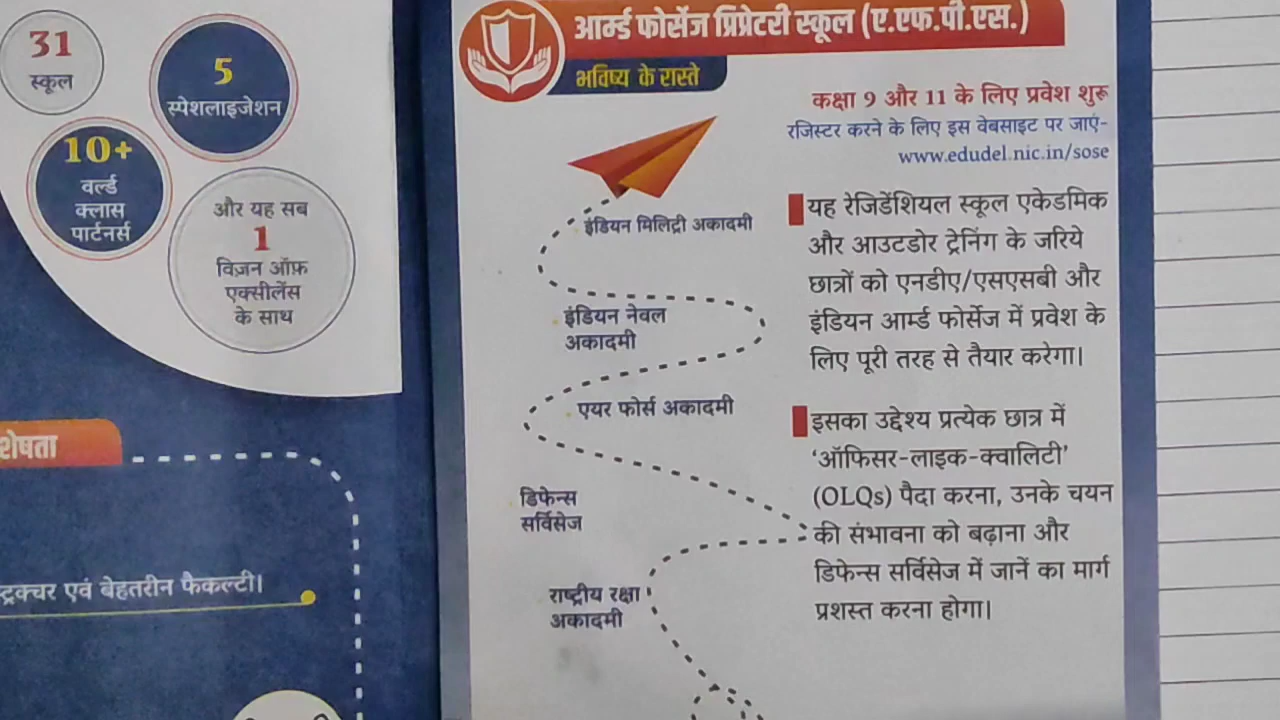 31
स्कूल
5
स्पेशलाइजेशन
10+
वर्ल्ड
क्लास
पार्टनर्स
और यह सब
1
विज़न ऑफ़
एक्सीलेंस
के साथ
एवं बेहतरीन फैकल्टी।
आर्म्ड फोर्सेज प्रिप्रेटरी स्कूल (ए.एफ.पी.एस.)
भविष्य के रास्ते
इंडियन मिलिट्री अकादमी
इंडियन नेवल
अकादमी
एयर फोर्स अकादमी
डिफेन्स
सर्विसेज
राष्ट्रीय रक्षा
अकादमी
कक्षा 9 और 11 के लिए प्रवेश शुरू
रजिस्टर करने के लिए इस वेबसाइट पर जाएं-
www.edudel.nic.in/sose
यह रेजिडेंशियल स्कूल एकेडमिक
और आउटडोर ट्रेनिंग के जरिये
छात्रों को एनडीए/एसएसबी और
इंडियन आर्म्ड फोर्सेज में प्रवेश के
लिए पूरी तरह से तैयार करेगा।
इसका उद्देश्य प्रत्येक छात्र में
'ऑफिसर-लाइक-क्वालिटी'
(OLQs) पैदा करना, उनके चयन
की संभावना को बढ़ाना और
डिफेन्स सर्विसेज में जानें का मार्ग
प्रशस्त करना होगा।